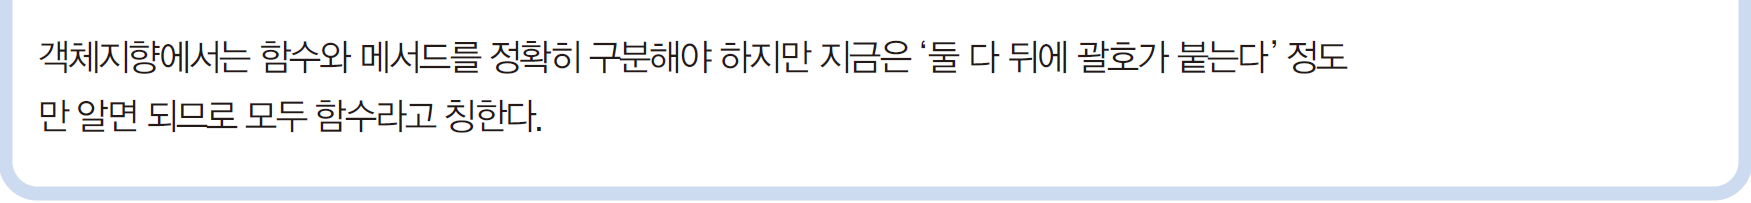 객체지향에서는 함수와 메서드를 정확히 구분해야 하지만 지금은 ‘둘 다 뒤에 괄호가 붙는다’ 정도
만 알면 되므로 모두 함수라고 칭한다.